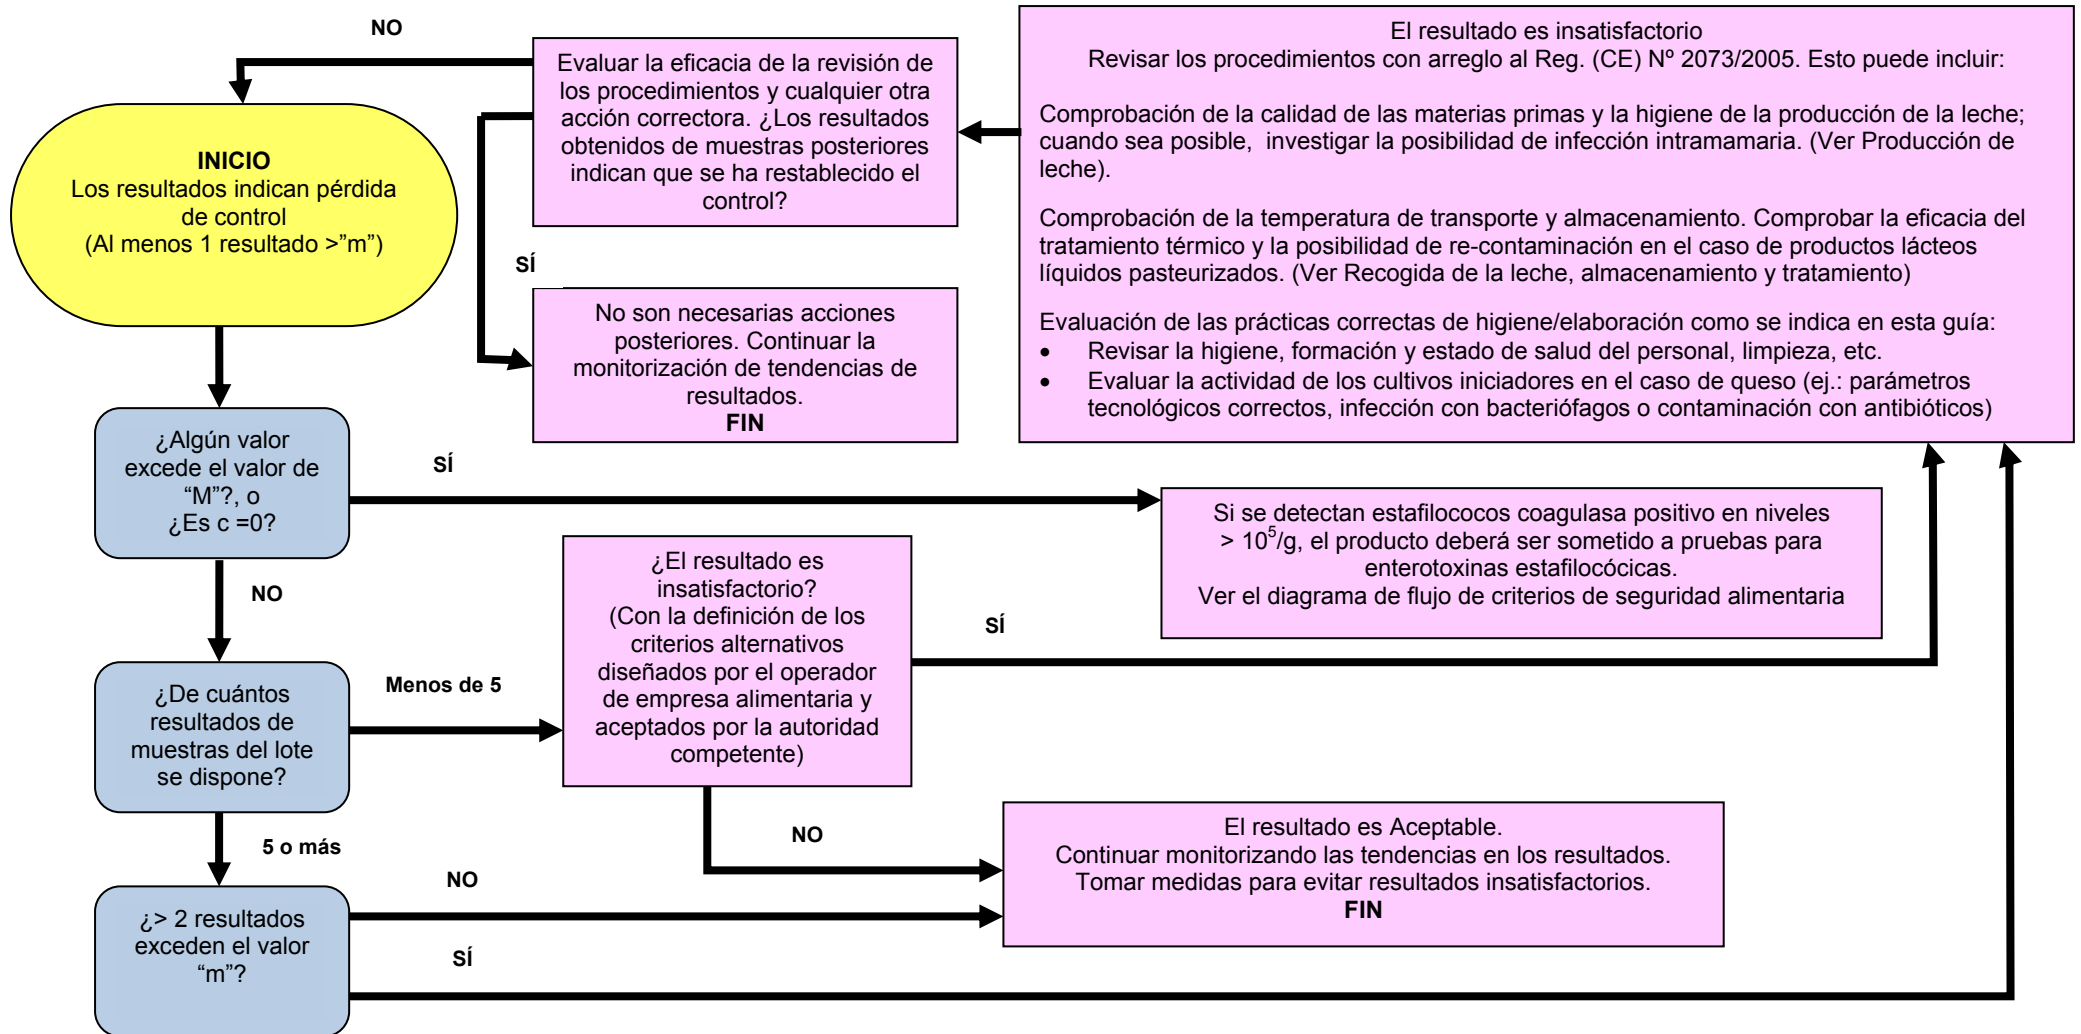 NO
INICIO
Los resultados indican pérdida
de control
(Al menos 1 resultado >”m”)
Evaluar la eficacia de la revisión de
los procedimientos y cualquier otra
acción correctora. ¿Los resultados
obtenidos de muestras posteriores
indican que se ha restablecido el
control?
SÍ
No son necesarias acciones
posteriores. Continuar la
monitorización de tendencias de
resultados.
FIN
El resultado es insatisfactorio
Revisar los procedimientos con arreglo al Reg. (CE) Nº 2073/2005. Esto puede incluir:
Comprobación de la calidad de las materias primas y la higiene de la producción de la leche;
cuando sea posible, investigar la posibilidad de infección intramamaria. (Ver Producción de
leche).
Comprobación de la temperatura de transporte y almacenamiento. Comprobar la eficacia del
tratamiento térmico y la posibilidad de re-contaminación en el caso de productos lácteos
líquidos pasteurizados. (Ver Recogida de la leche, almacenamiento y tratamiento)
Evaluación de las prácticas correctas de higiene/elaboración como se indica en esta guía:
• Revisar la higiene, formación y estado de salud del personal, limpieza, etc.
• Evaluar la actividad de los cultivos iniciadores en el caso de queso (ej.: parámetros
tecnológicos correctos, infección con bacteriófagos o contaminación con antibióticos)
¿Algún valor
excede el valor de
“M”?, o
¿Es c =0?
SÍ
Si se detectan estafilococos coagulasa positivo en niveles
> 10⁵/g, el producto deberá ser sometido a pruebas para
enterotoxinas estafilocócicas.
Ver el diagrama de flujo de criterios de seguridad alimentaria
NO
¿De cuántos
resultados de
muestras del lote
se dispone?
Menos de 5
¿El resultado es
insatisfactorio?
(Con la definición de los
criterios alternativos
diseñados por el operador
de empresa alimentaria y
aceptados por la autoridad
competente)
SÍ
NO
El resultado es Aceptable.
Continuar monitorizando las tendencias en los resultados.
Tomar medidas para evitar resultados insatisfactorios.
FIN
5 o más
¿> 2 resultados
exceden el valor
“m”?
NO
SÍ